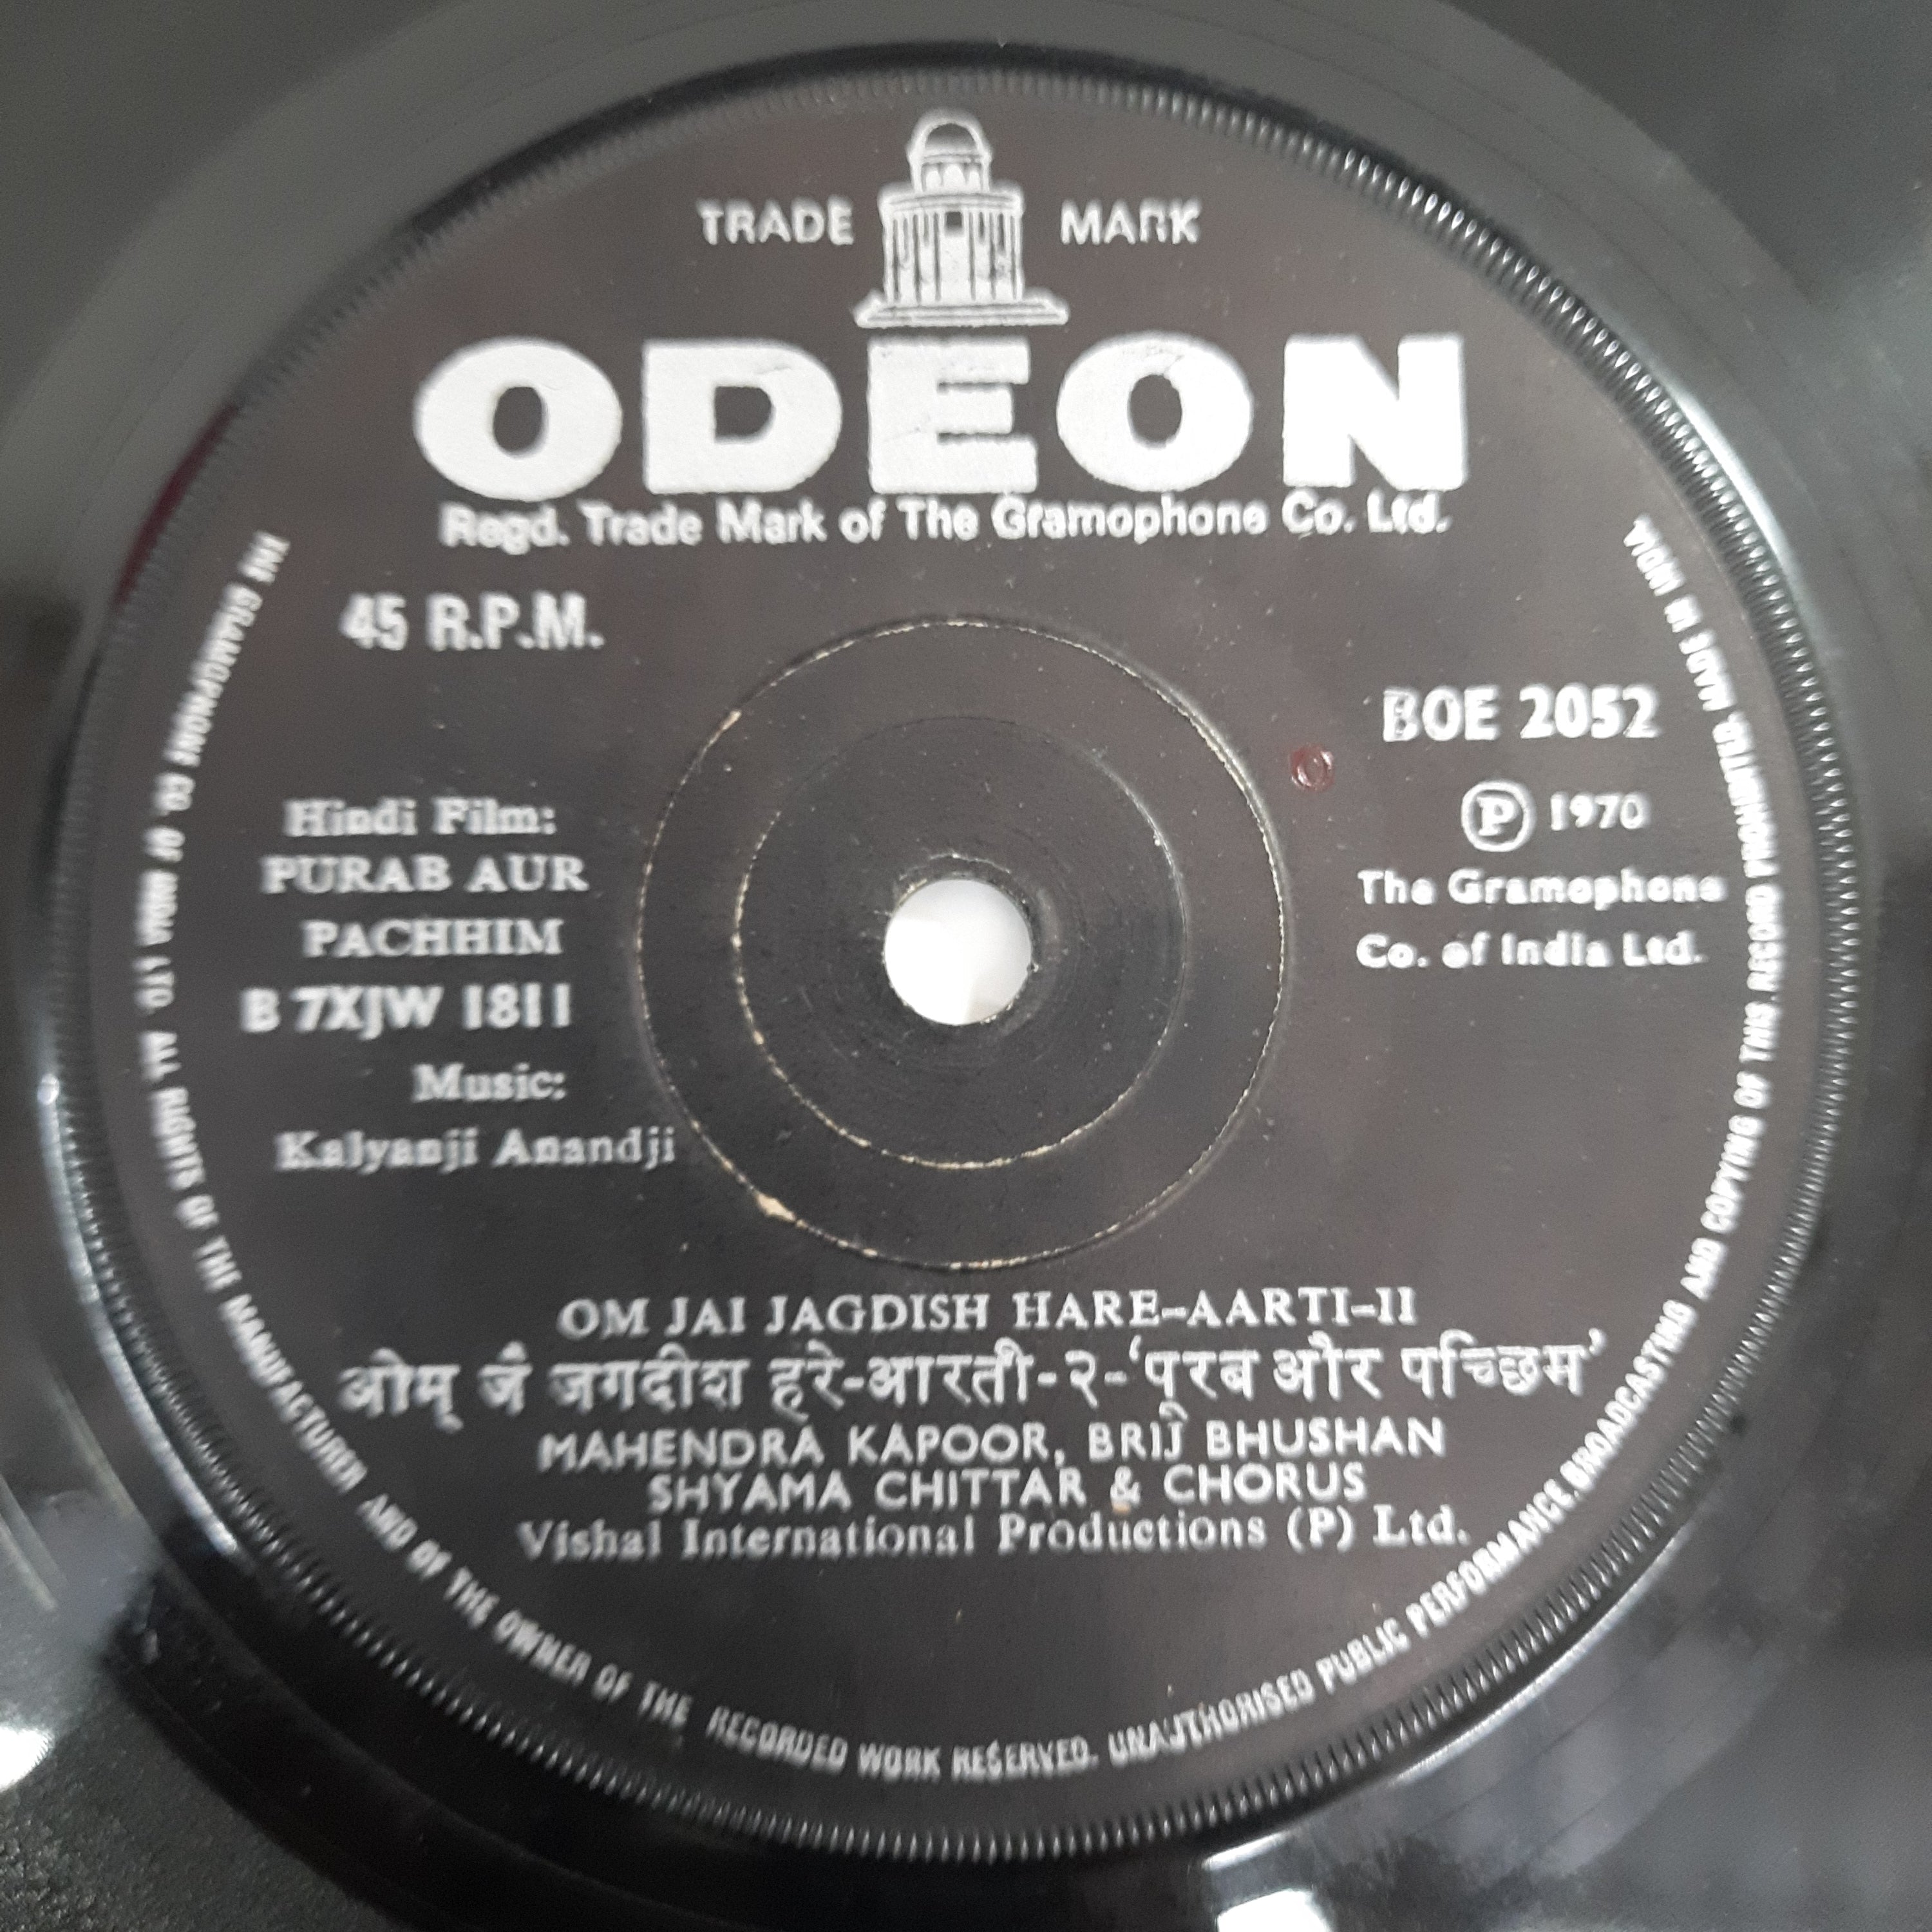 TRADE MARK
ODEON
Regd. Trade Mark of The Gramophone Co. Ltd.
45 R.P.M.
BOE 2052
Ⓟ 1970
The Gramophone
Co. of India Ltd.
Hindi Film:
PURAB AUR
PACHHIM
B 7XJW 1811
Music:
Kalyanji Anandji
OM JAI JAGDISH HARE-AARTI-II
ओम् जै जगदीश हरे-आरती-२-‘पूरब और पच्छिम’
MAHENDRA KAPOOR, BRIJ BHUSHAN
SHYAMA CHITTAR & CHORUS
Vishal International Productions (P) Ltd.
THE GRAMOPHONE CO. OF INDIA LTD. ALL RIGHTS OF THE MANUFACTURER AND OF THE OWNER OF THE RECORDED WORK RESERVED. UNAUTHORISED PUBLIC PERFORMANCE, BROADCASTING AND COPYING OF THIS RECORD PROHIBITED. MADE IN INDIA.